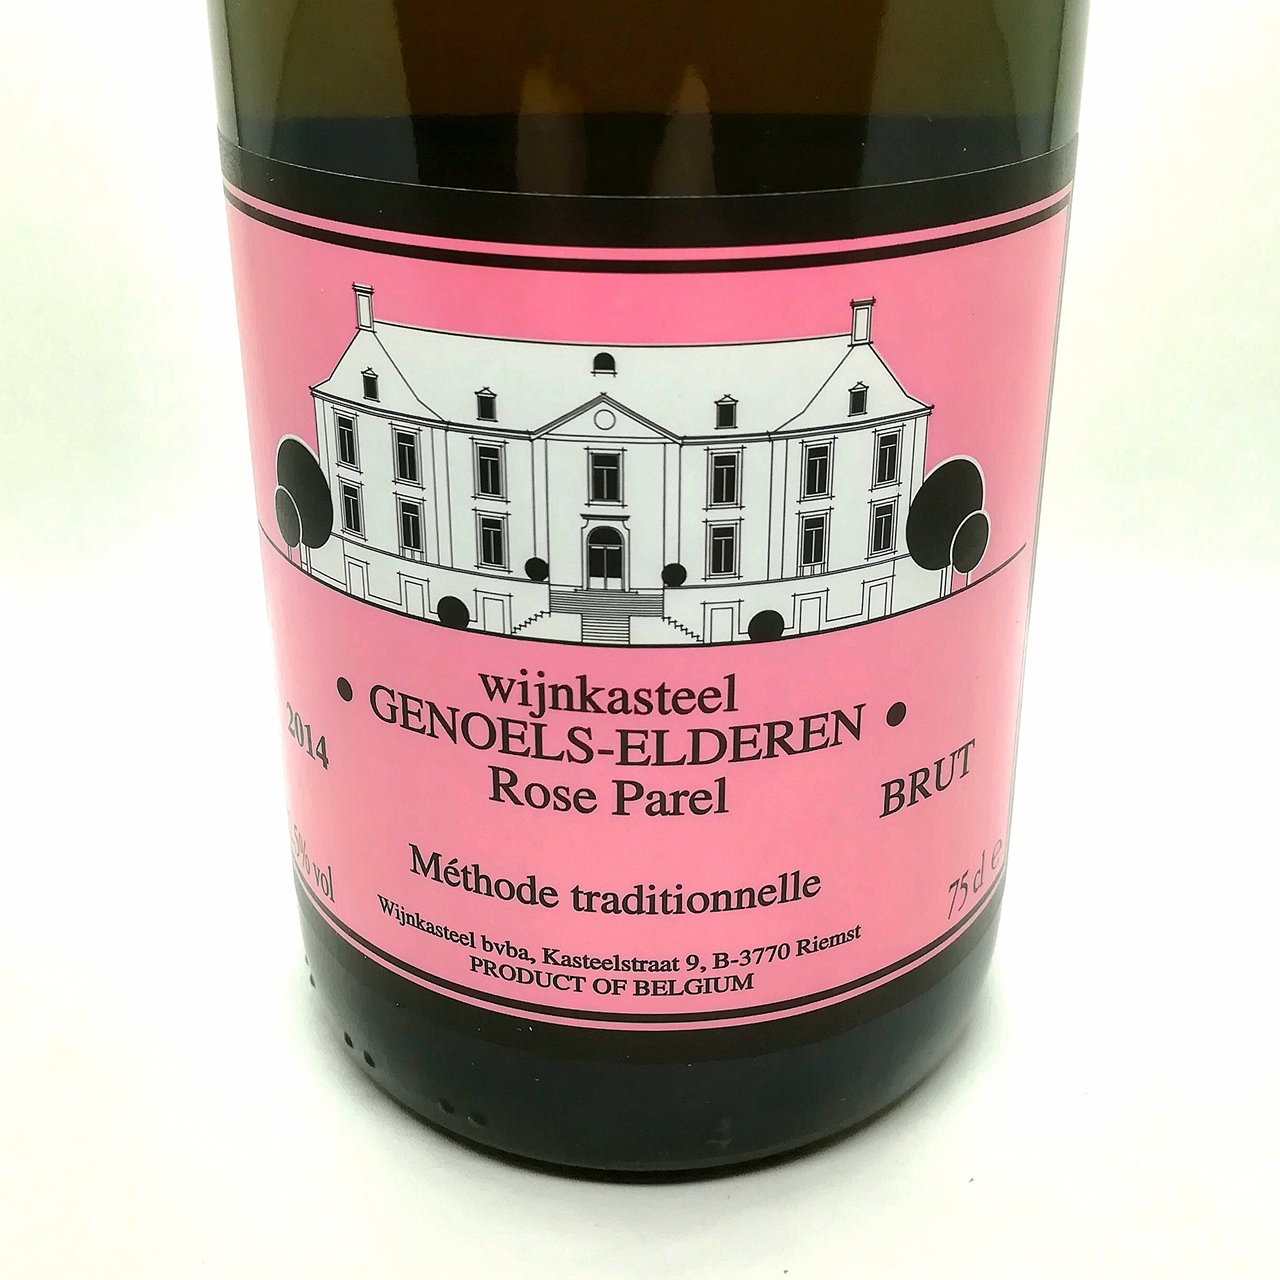 wijnkasteel
• GENOELS-ELDEREN •
2014
Rose Parel
BRUT
Méthode traditionnelle
5% vol
75 cl e
Wijnkasteel bvba, Kasteelstraat 9, B-3770 Riemst
PRODUCT OF BELGIUM